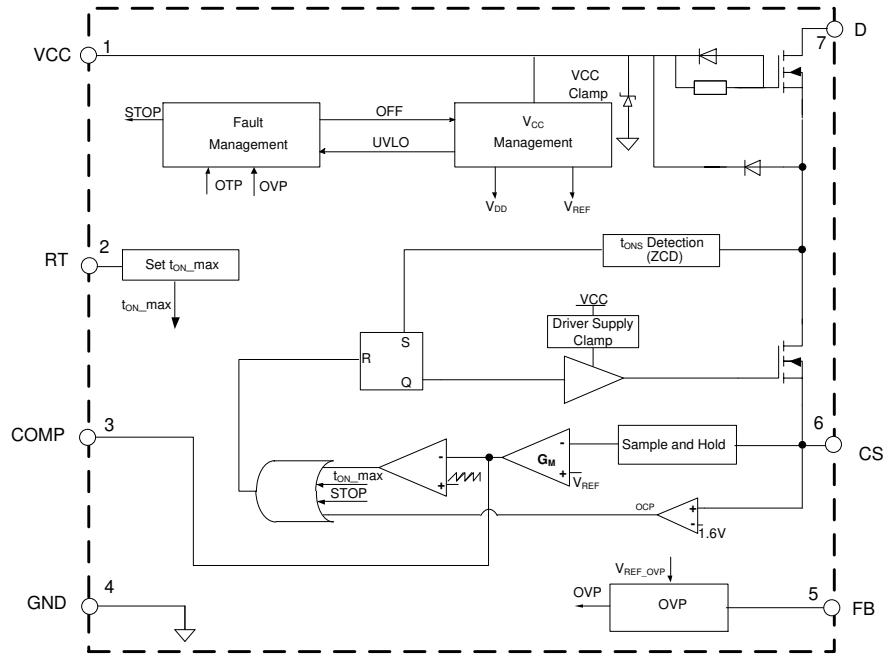 1
VCC
7
D
VCC
Clamp
STOP
Fault
Management
OFF
UVLO
VCC
Management
OTP
OVP
VDD
VREF
2
RT
Set tON_max
tON_max
tONS Detection
(ZCD)
VCC
Driver Supply
Clamp
S
R
Q
3
COMP
6
CS
Sample and Hold
-
GM
+
VREF
-
+
tON_max
STOP
OCP
+
-
1.6V
4
GND
VREF_OVP
OVP
OVP
5
FB